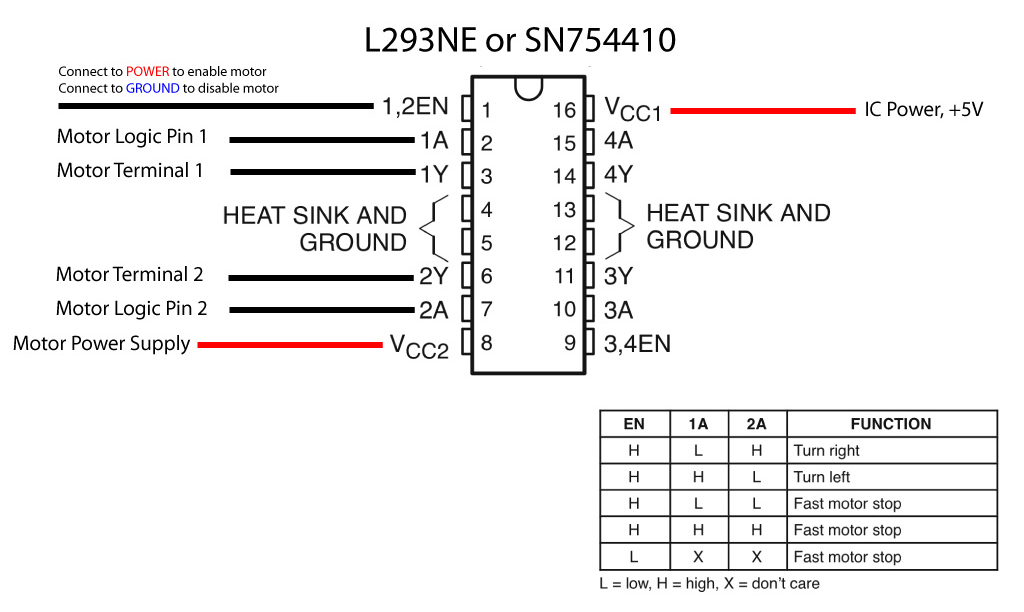 L293NE or SN754410
Connect to POWER to enable motor
Connect to GROUND to disable motor
1,2EN 1 16 VCC1 IC Power, +5V
Motor Logic Pin 1 1A 2 15 4A
Motor Terminal 1 1Y 3 14 4Y
HEAT SINK AND GROUND 4 13 HEAT SINK AND GROUND
5 12
Motor Terminal 2 2Y 6 11 3Y
Motor Logic Pin 2 2A 7 10 3A
Motor Power Supply VCC2 8 9 3,4EN
EN 1A 2A FUNCTION
H L H Turn right
H H L Turn left
H L L Fast motor stop
H H H Fast motor stop
L X X Fast motor stop
L = low, H = high, X = don't care